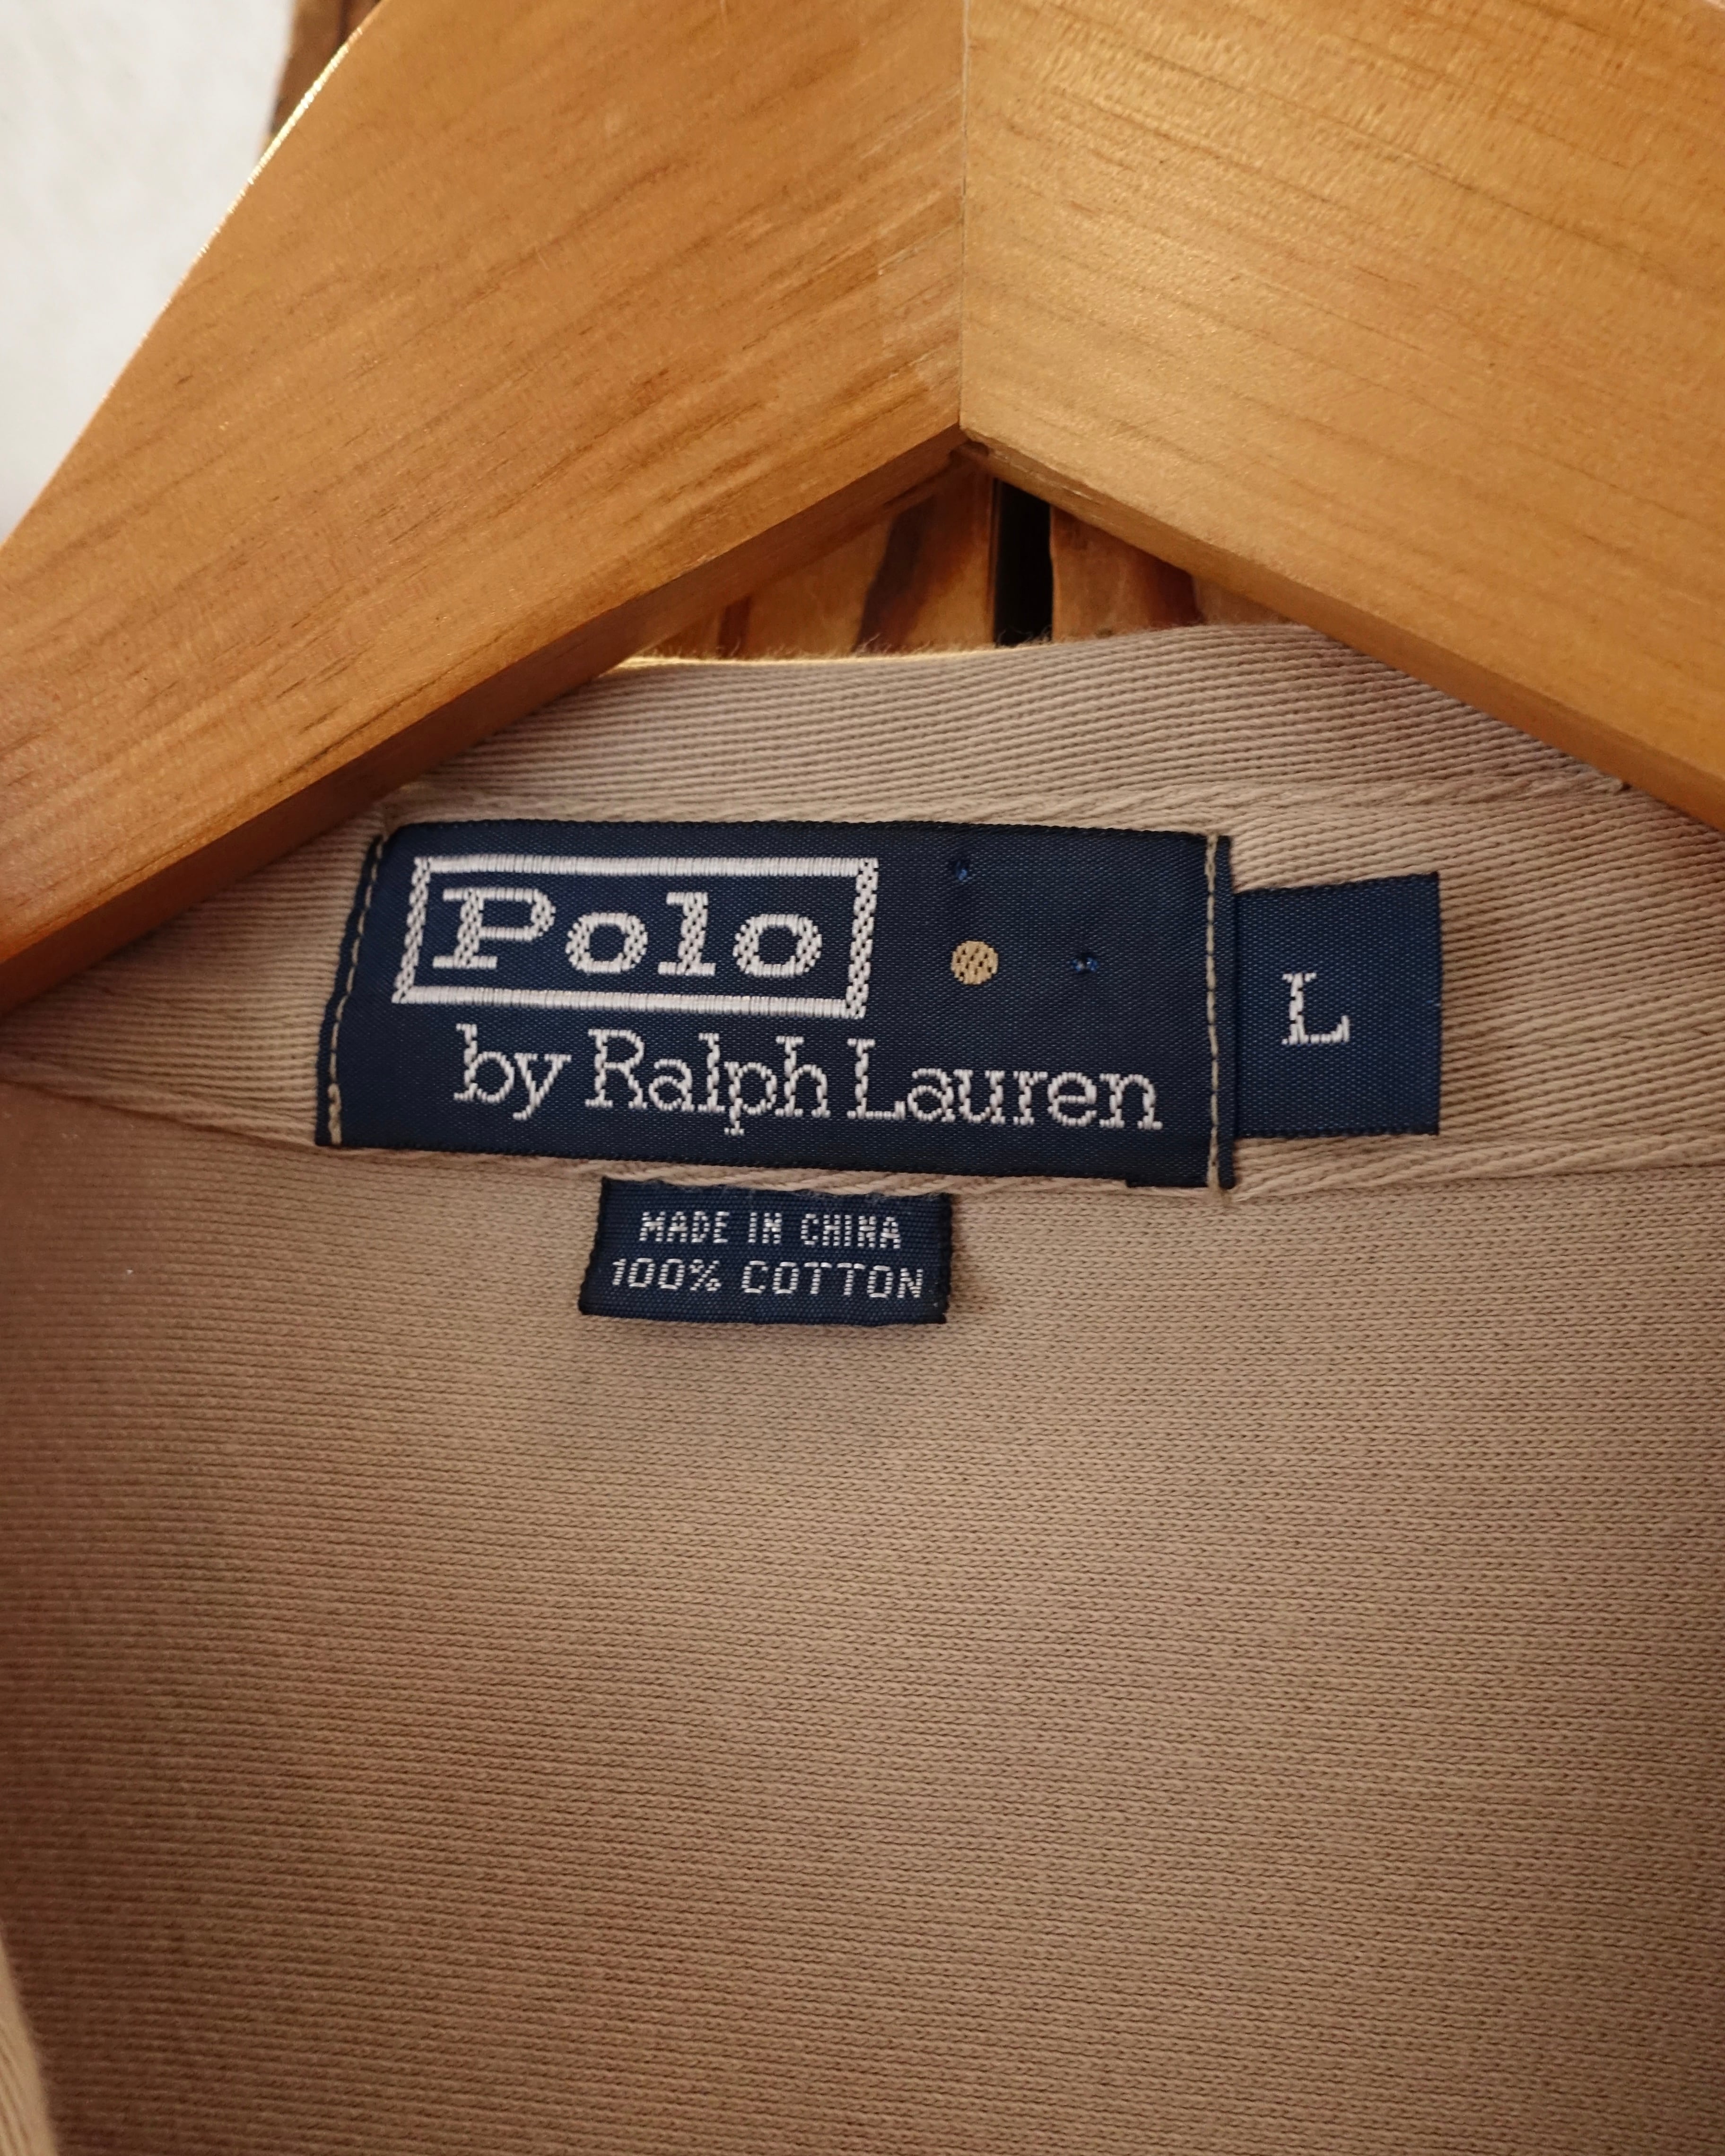 Polo
by Ralph Lauren
L
MADE IN CHINA
100% COTTON